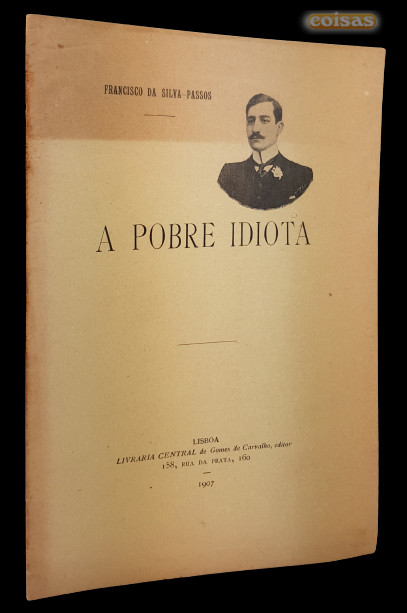 coisas
FRANCISCO DA SILVA-PASSOS
A POBRE IDIOTA
LISBOA
LIVRARIA CENTRAL de Gomes de Carvalho, editor
158, RUA DA PRATA, 160
1907